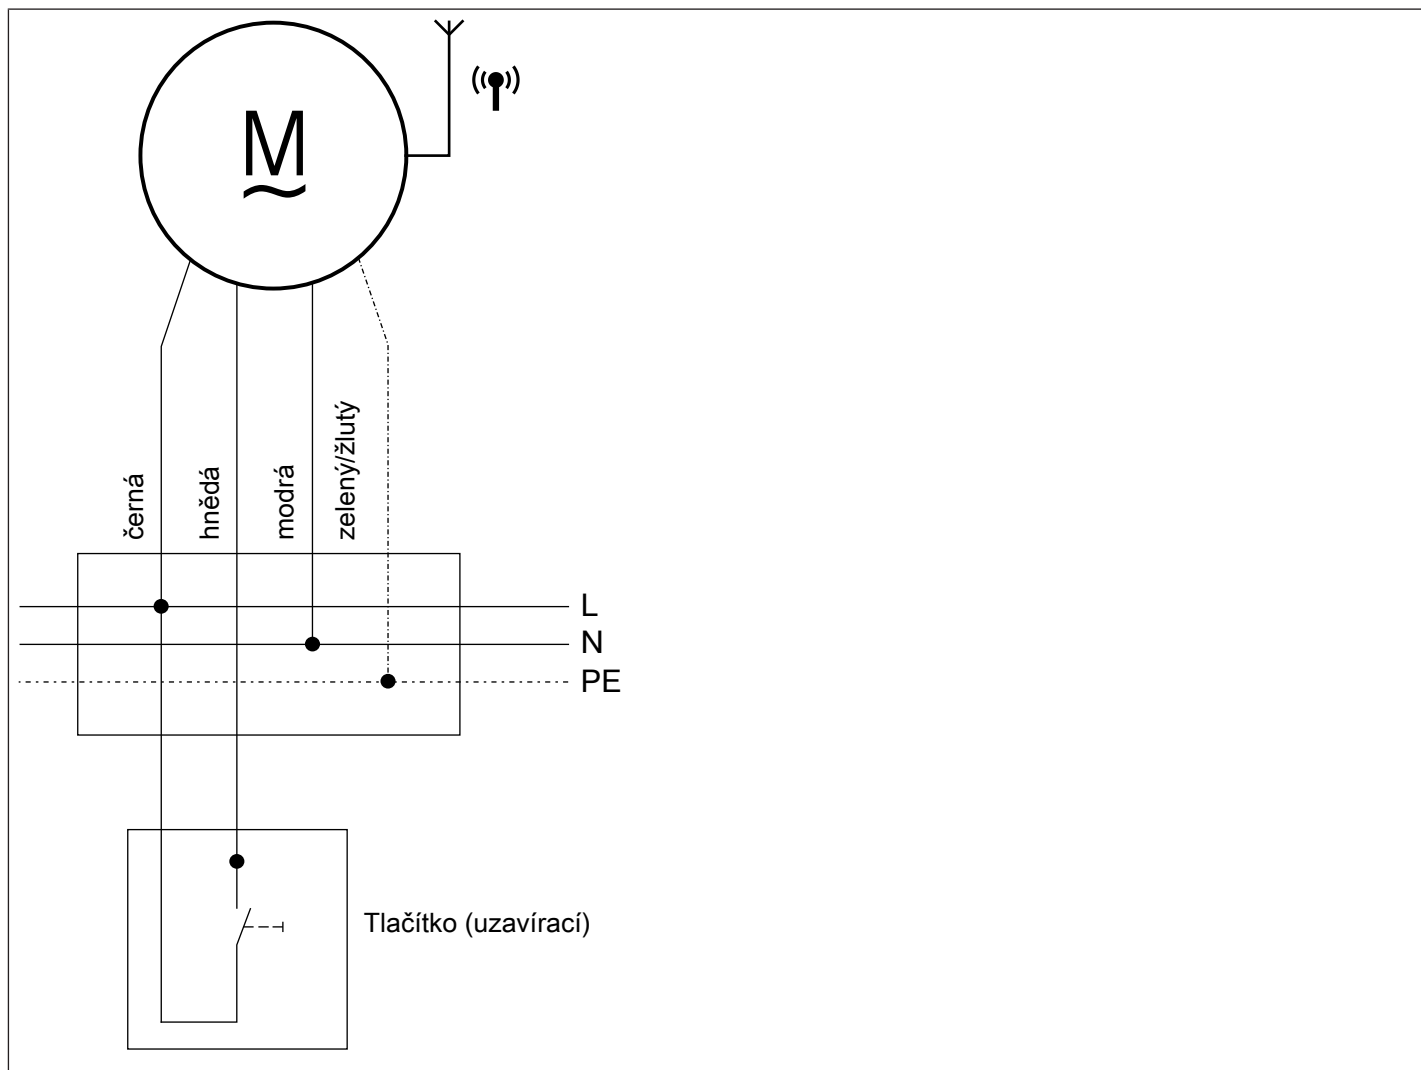 M
černá
hnědá
modrá
zelený/žlutý
L
N
PE
Tlačítko (uzavírací)